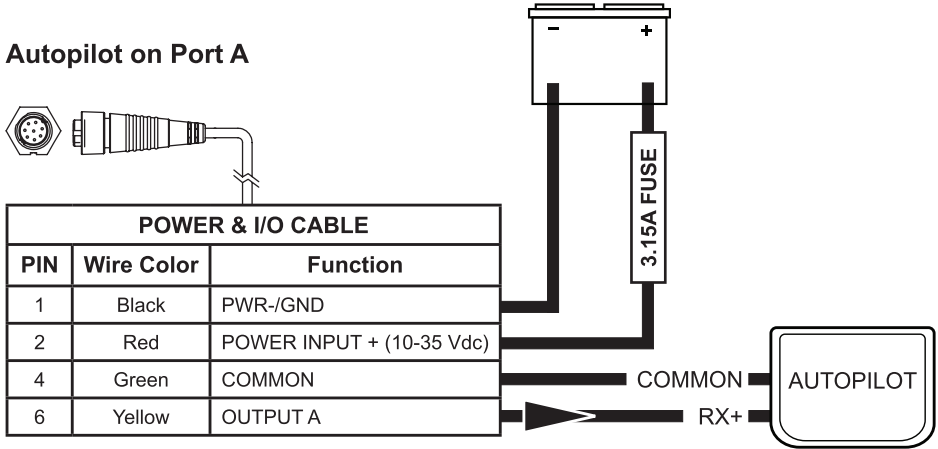 Autopilot on Port A
- +
3.15A FUSE
POWER & I/O CABLE
PIN Wire Color Function
1 Black PWR-/GND
2 Red POWER INPUT + (10-35 Vdc)
4 Green COMMON
6 Yellow OUTPUT A
COMMON
RX+
AUTOPILOT